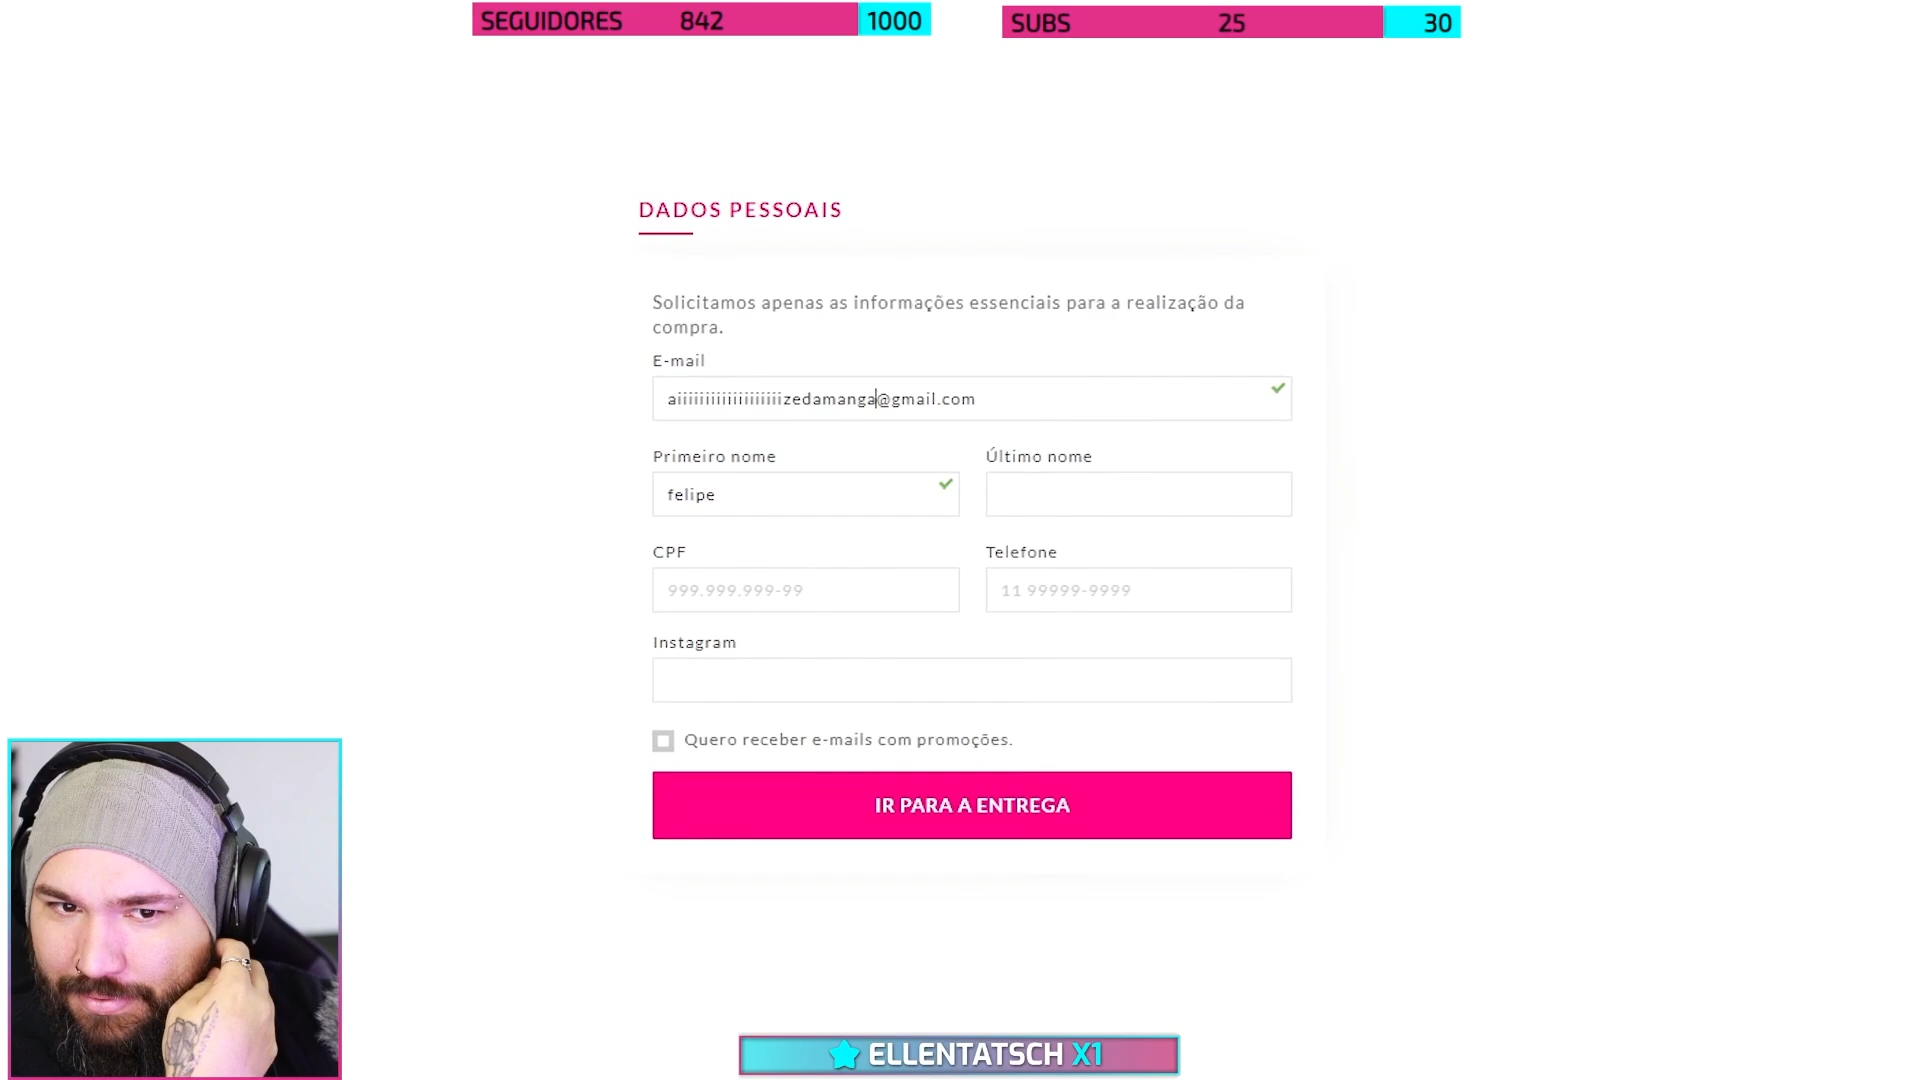 SEGUIDORES 842 1000
SUBS 25 30
DADOS PESSOAIS
Solicitamos apenas as informações essenciais para a realização da
compra.
E-mail
aiiiiiiiiiiiiiiiiiiizedamanga@gmail.com
Primeiro nome
Último nome
felipe
CPF
Telefone
999.999.999-99
11 99999-9999
Instagram
Quero receber e-mails com promoções.
IR PARA A ENTREGA
ELLENTATSCH X1